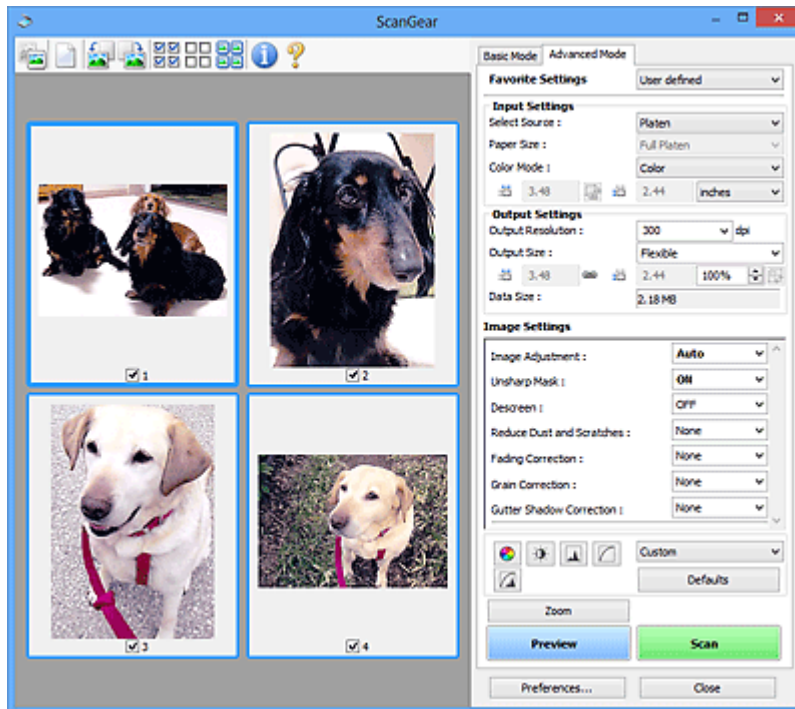 ScanGear
Basic Mode Advanced Mode
Favorite Settings User defined
Input Settings
Select Source : Platen
Paper Size : Full Platen
Color Mode : Color
3.48 2.44 inches
Output Settings
Output Resolution : 300 dpi
Output Size : Flexible
3.48 2.44 100%
Data Size : 2.18 MB
Image Settings
Image Adjustment : Auto
Unsharp Mask : ON
Descreen : OFF
Reduce Dust and Scratches : None
Fading Correction : None
Grain Correction : None
Gutter Shadow Correction : None
Custom
Defaults
Zoom
Preview Scan
Preferences... Close
1
2
3
4